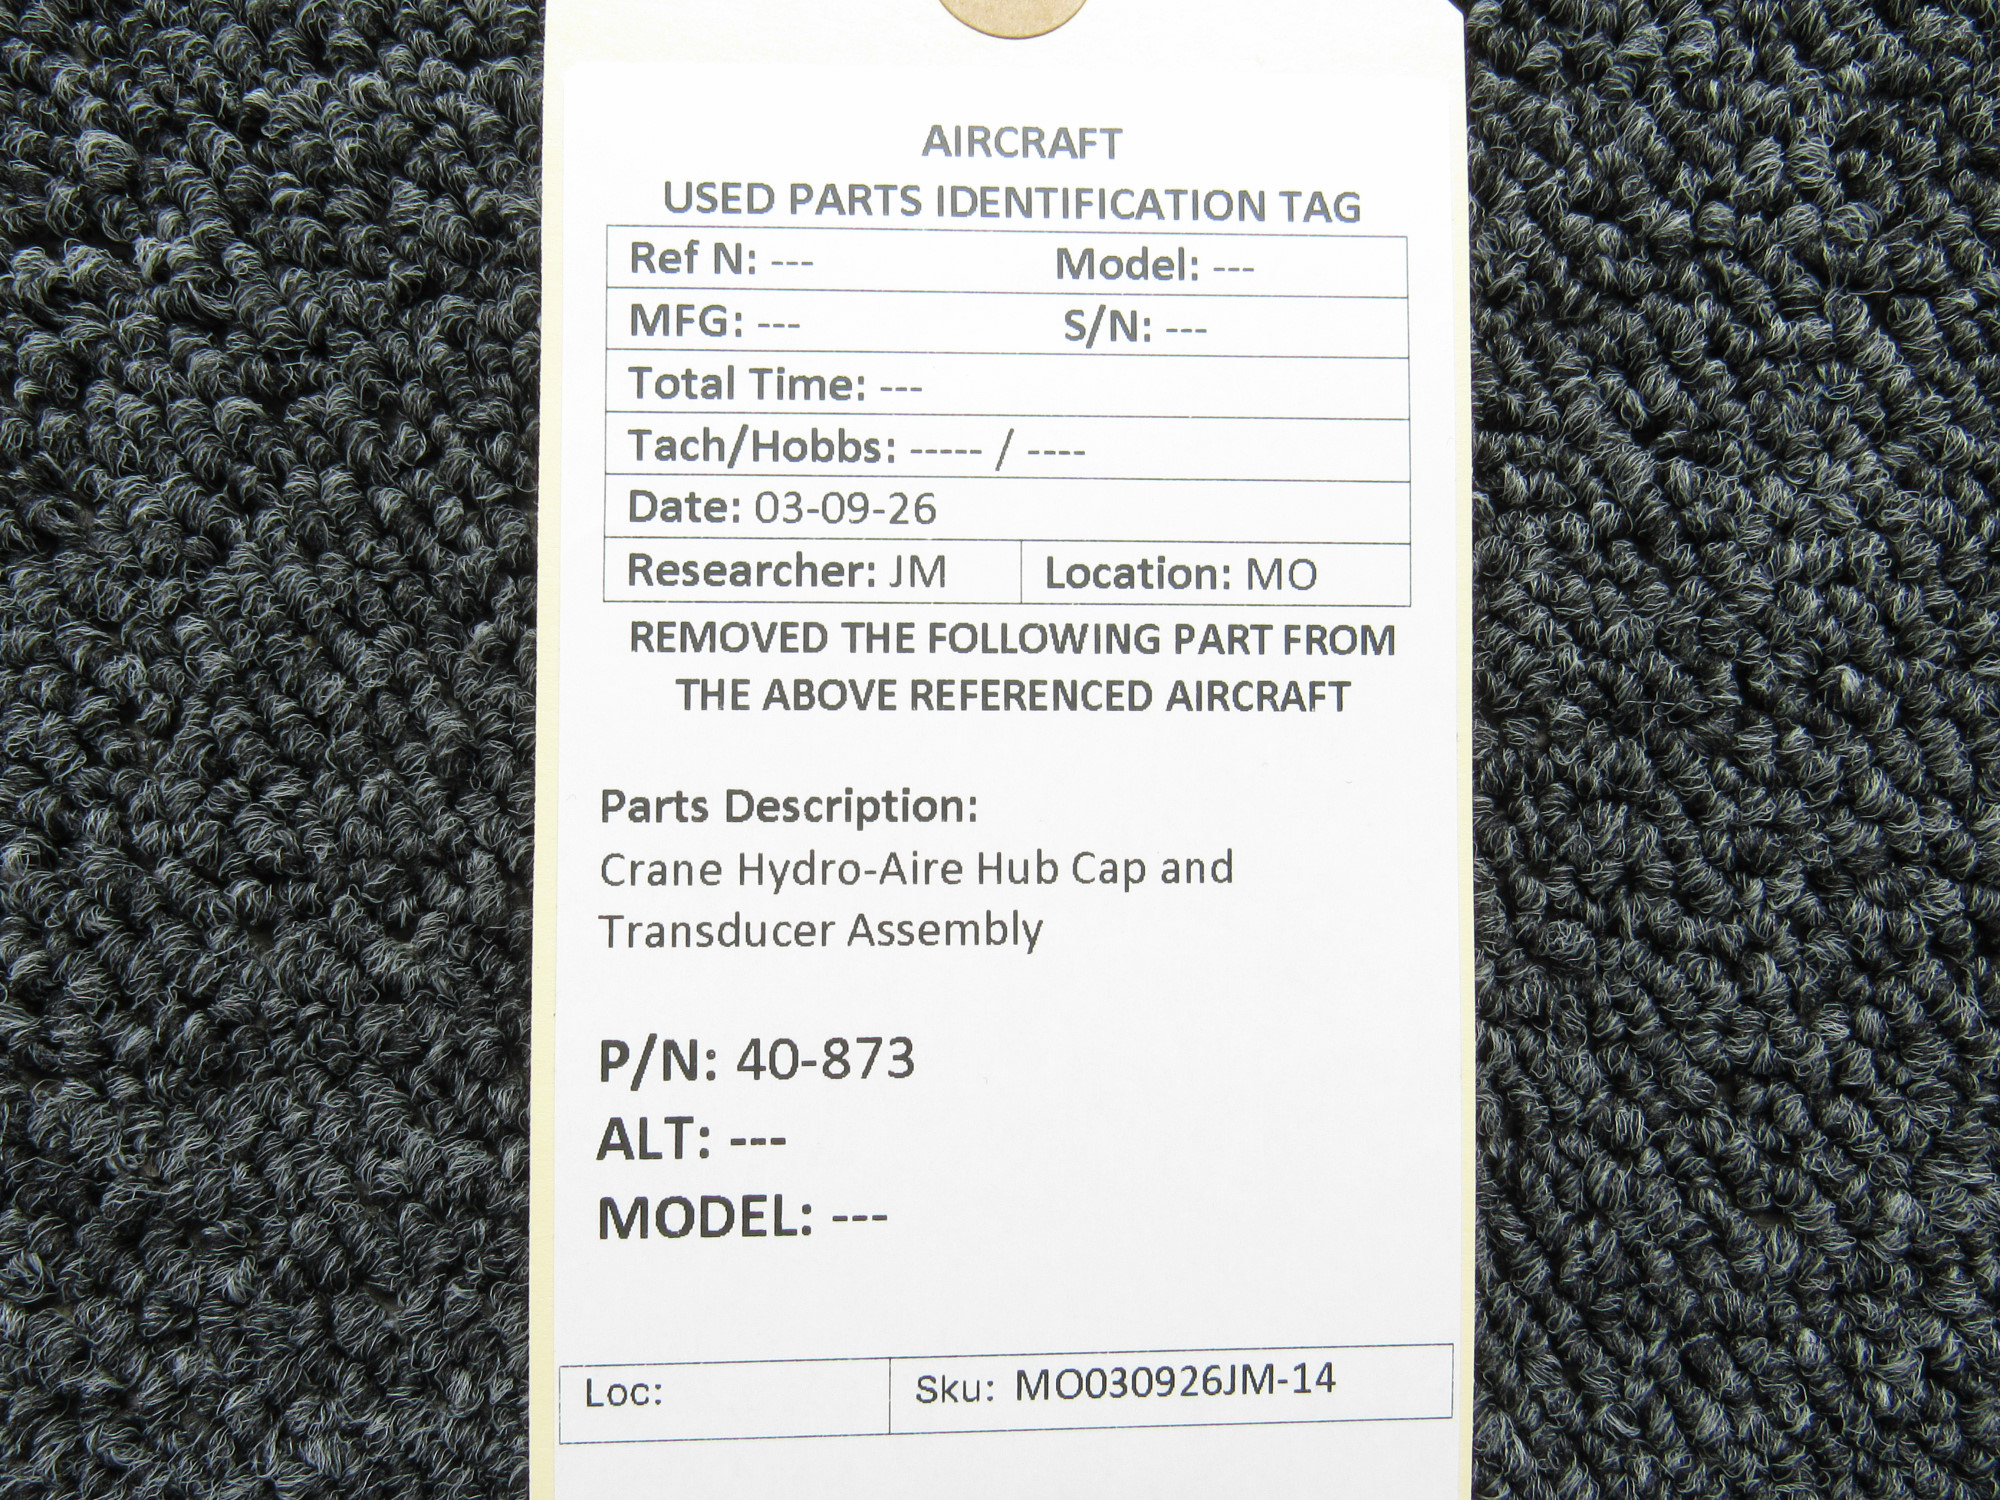 AIRCRAFT
USED PARTS IDENTIFICATION TAG
Ref N: --- Model: ---
MFG: --- S/N: ---
Total Time: ---
Tach/Hobbs: ----- / ----
Date: 03-09-26
Researcher: JM Location: MO
REMOVED THE FOLLOWING PART FROM
THE ABOVE REFERENCED AIRCRAFT
Parts Description:
Crane Hydro-Aire Hub Cap and
Transducer Assembly
P/N: 40-873
ALT: ---
MODEL: ---
Loc: Sku: MO030926JM-14